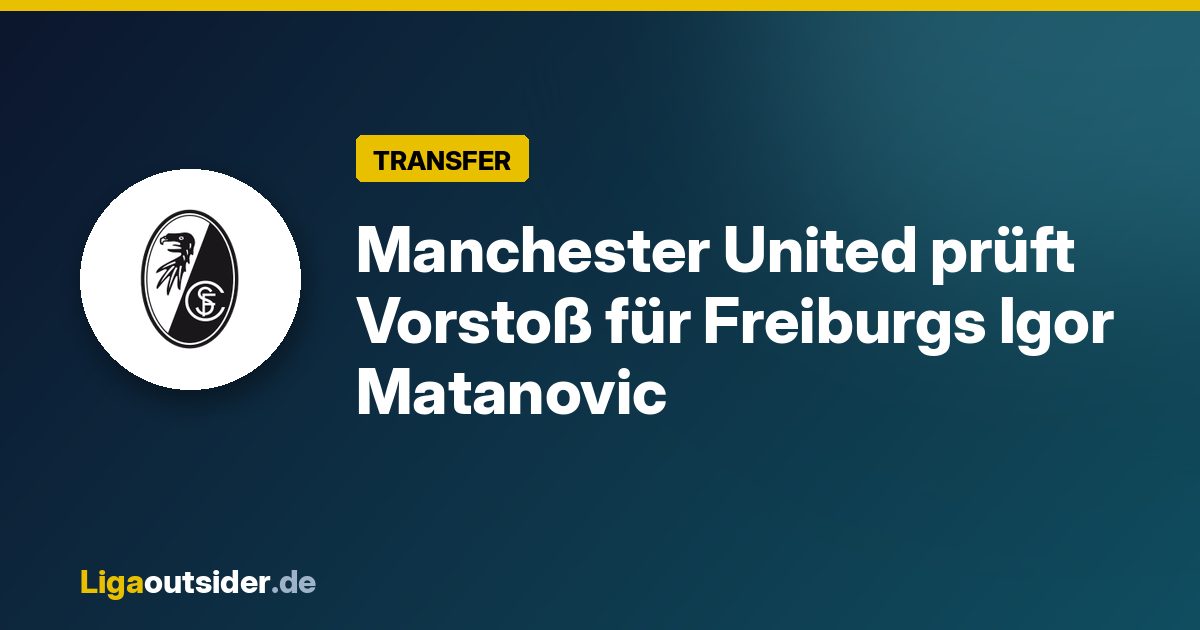 TRANSFER
Manchester United prüft
Vorstoß für Freiburgs Igor
Matanovic
Ligaoutsider.de